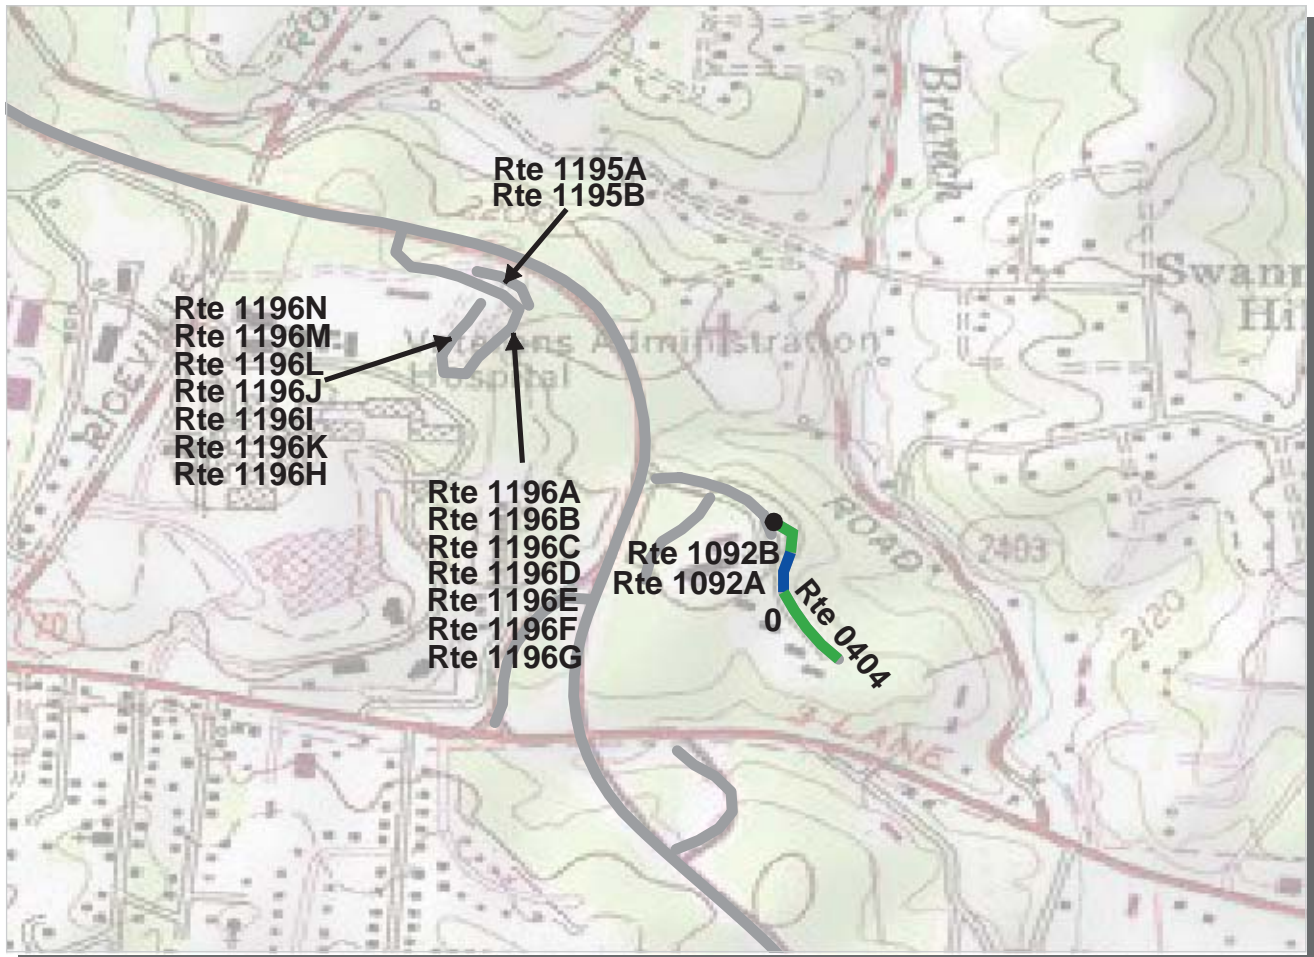 Branch
Rte 1195A
Rte 1195B
2200
Swann
Hi
Rte 1196N
Rte 1196M
Rte 1196L
Rte 1196J
Rte 1196I
Rte 1196K
Rte 1196H
Veterans Administration
Hospital
RICEVILLE
Rte 1196A
Rte 1196B
Rte 1196C
Rte 1196D
Rte 1196E
Rte 1196F
Rte 1196G
ROAD
2403
Rte 1092B
Rte 1092A
0
Rte 0404
2120
3-LANE